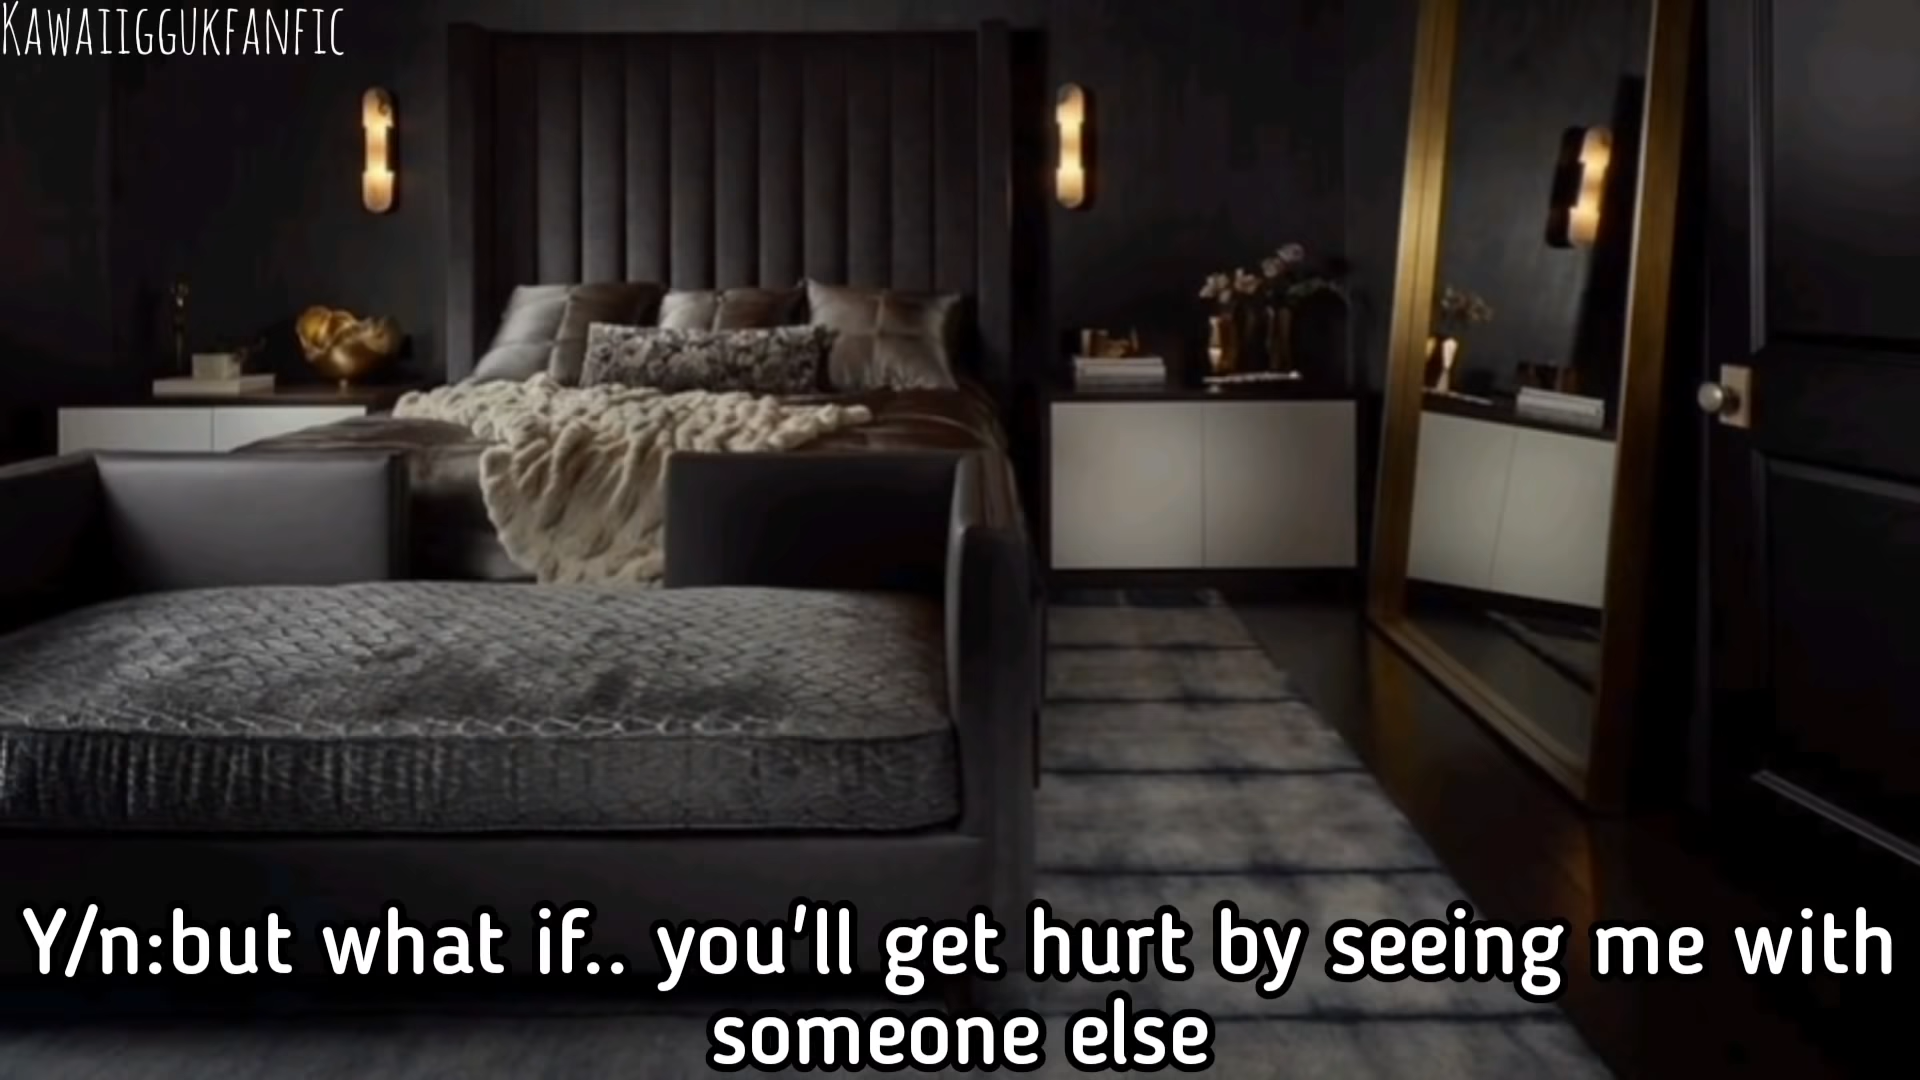 KAWAIIGGUKFANFIC
Y/n:but what if.. you'll get hurt by seeing me with
someone else